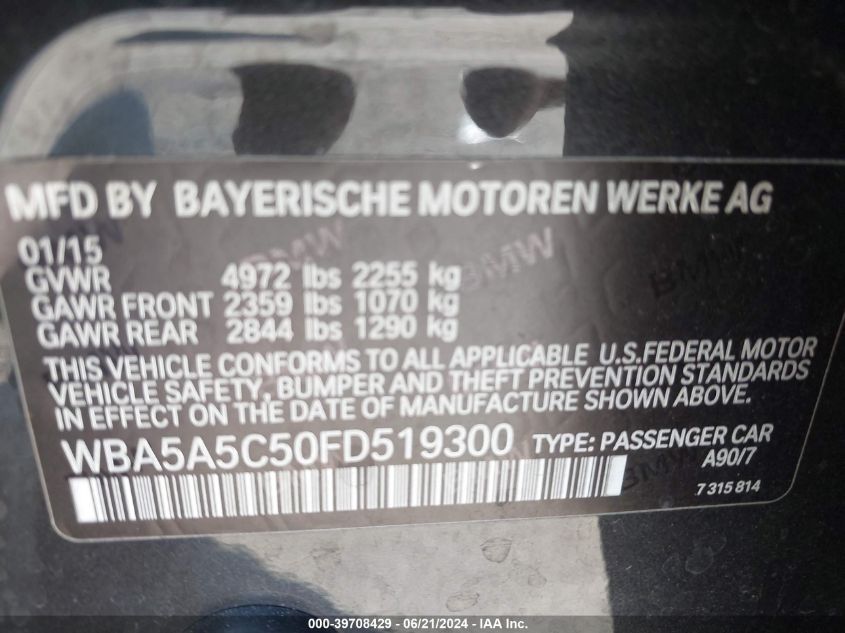 MFD BY BAYERISCHE MOTOREN WERKE AG
01/15
GVWR 4972 lbs 2255 kg
GAWR FRONT 2359 lbs 1070 kg
GAWR REAR 2844 lbs 1290 kg
THIS VEHICLE CONFORMS TO ALL APPLICABLE U.S.FEDERAL MOTOR
VEHICLE SAFETY, BUMPER AND THEFT PREVENTION STANDARDS
IN EFFECT ON THE DATE OF MANUFACTURE SHOWN ABOVE.
WBA5A5C50FD519300 TYPE: PASSENGER CAR
A90/7
7 315 814
BMW
BMW
BMW
000-39708429 - 06/21/2024 - IAA Inc.